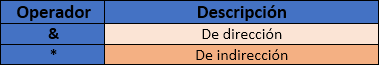 Operador Descripción
& De dirección
* De indirección